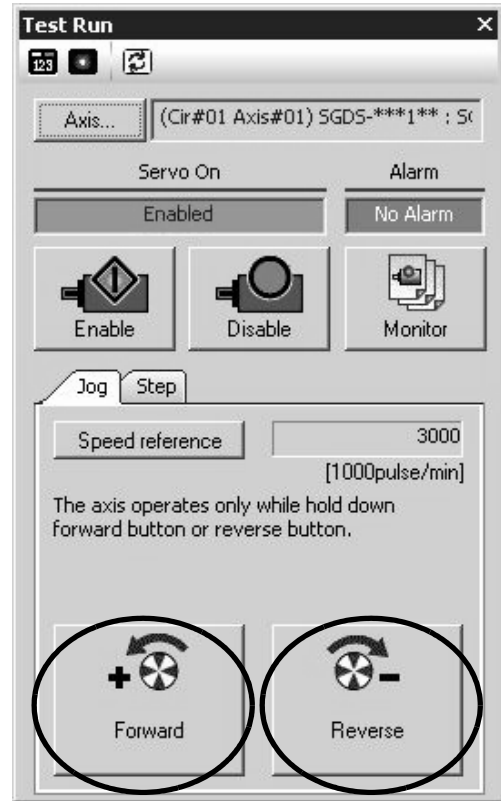 Test Run
123
Axis...
(Cir#01 Axis#01) SGDS-***1** : S
Servo On
Alarm
Enabled
No Alarm
Enable
Disable
Monitor
Jog
Step
Speed reference
3000
[1000pulse/min]
The axis operates only while hold down
forward button or reverse button.
+
-
Forward
Reverse